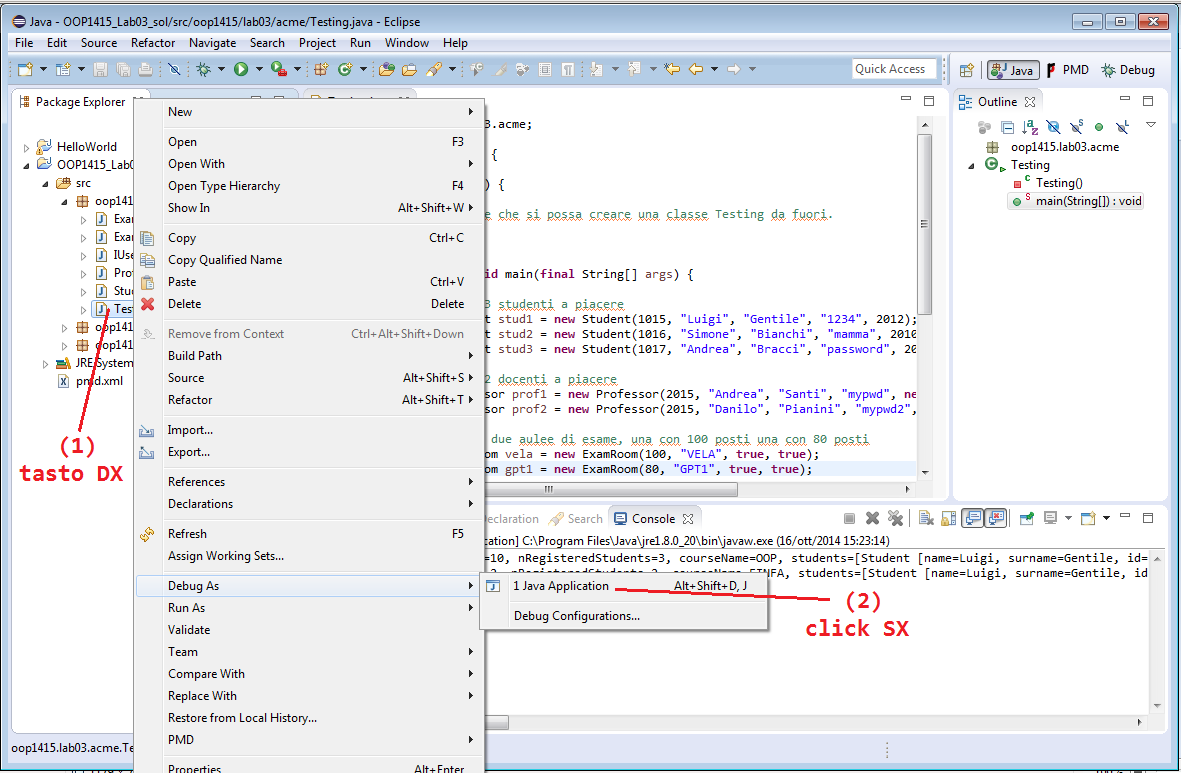 Java - OOP1415_Lab03_sol/src/oop1415/lab03/acme/Testing.java - Eclipse
File Edit Source Refactor Navigate Search Project Run Window Help
Quick Access
Java
PMD
Debug
Package Explorer
HelloWorld
OOP1415_Lab0
src
oop141
Exa
Exa
IUse
Prof
Stu
Test
oop141
oop141
JRE System
pmd.xml
(1)
tasto DX
oop1415.lab03.acme.Te
New
Open F3
Open With
Open Type Hierarchy F4
Show In Alt+Shift+W
Copy Ctrl+C
Copy Qualified Name
Paste Ctrl+V
Delete Delete
Remove from Context Ctrl+Alt+Shift+Down
Build Path
Source Alt+Shift+S
Refactor Alt+Shift+T
Import...
Export...
References
Declarations
Refresh F5
Assign Working Sets...
Debug As
Run As
Validate
Team
Compare With
Replace With
Restore from Local History...
PMD
Properties Alt+Enter
1 Java Application Alt+Shift+D, J
Debug Configurations...
(2)
click SX
3.acme;
{
) {
e che si possa creare una classe Testing da fuori.
id main(final String[] args) {
3 studenti a piacere
t stud1 = new Student(1015, "Luigi", "Gentile", "1234", 2012);
t stud2 = new Student(1016, "Simone", "Bianchi", "mamma", 2010
t stud3 = new Student(1017, "Andrea", "Bracci", "password", 20
2 docenti a piacere
sor prof1 = new Professor(2015, "Andrea", "Santi", "mypwd", ne
sor prof2 = new Professor(2015, "Danilo", "Pianini", "mypwd2",
due aulee di esame, una con 100 posti una con 80 posti
om vela = new ExamRoom(100, "VELA", true, true);
om gpt1 = new ExamRoom(80, "GPT1", true, true);
Outline
oop1415.lab03.acme
Testing
Testing()
main(String[]) : void
Declaration
Search
Console
cation] C:\Program Files\Java\jre1.8.0_20\bin\javaw.exe (16/ott/2014 15:23:14)
=10, nRegisteredStudents=3, courseName=OOP, students=[Student [name=Luigi, surname=Gentile, id=
students=[Student [name=Luigi, surname=Gentile, id